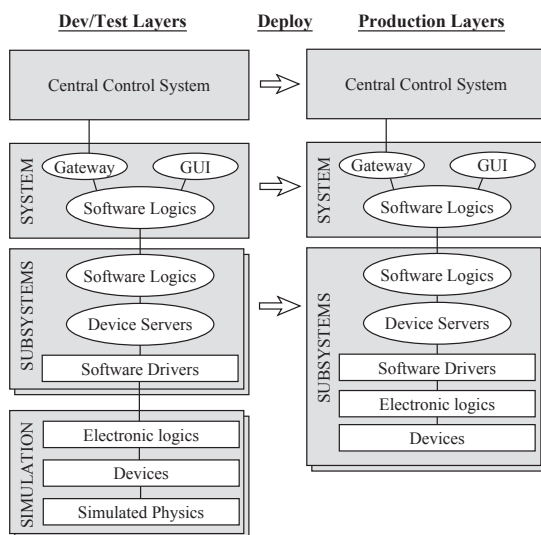 Dev/Test Layers
Deploy
Production Layers
Central Control System
Central Control System
SYSTEM
Gateway
GUI
Software Logics
SYSTEM
Gateway
GUI
Software Logics
SUBSYSTEMS
Software Logics
Device Servers
Software Drivers
SUBSYSTEMS
Software Logics
Device Servers
Software Drivers
Electronic logics
Devices
SIMULATION
Electronic logics
Devices
Simulated Physics